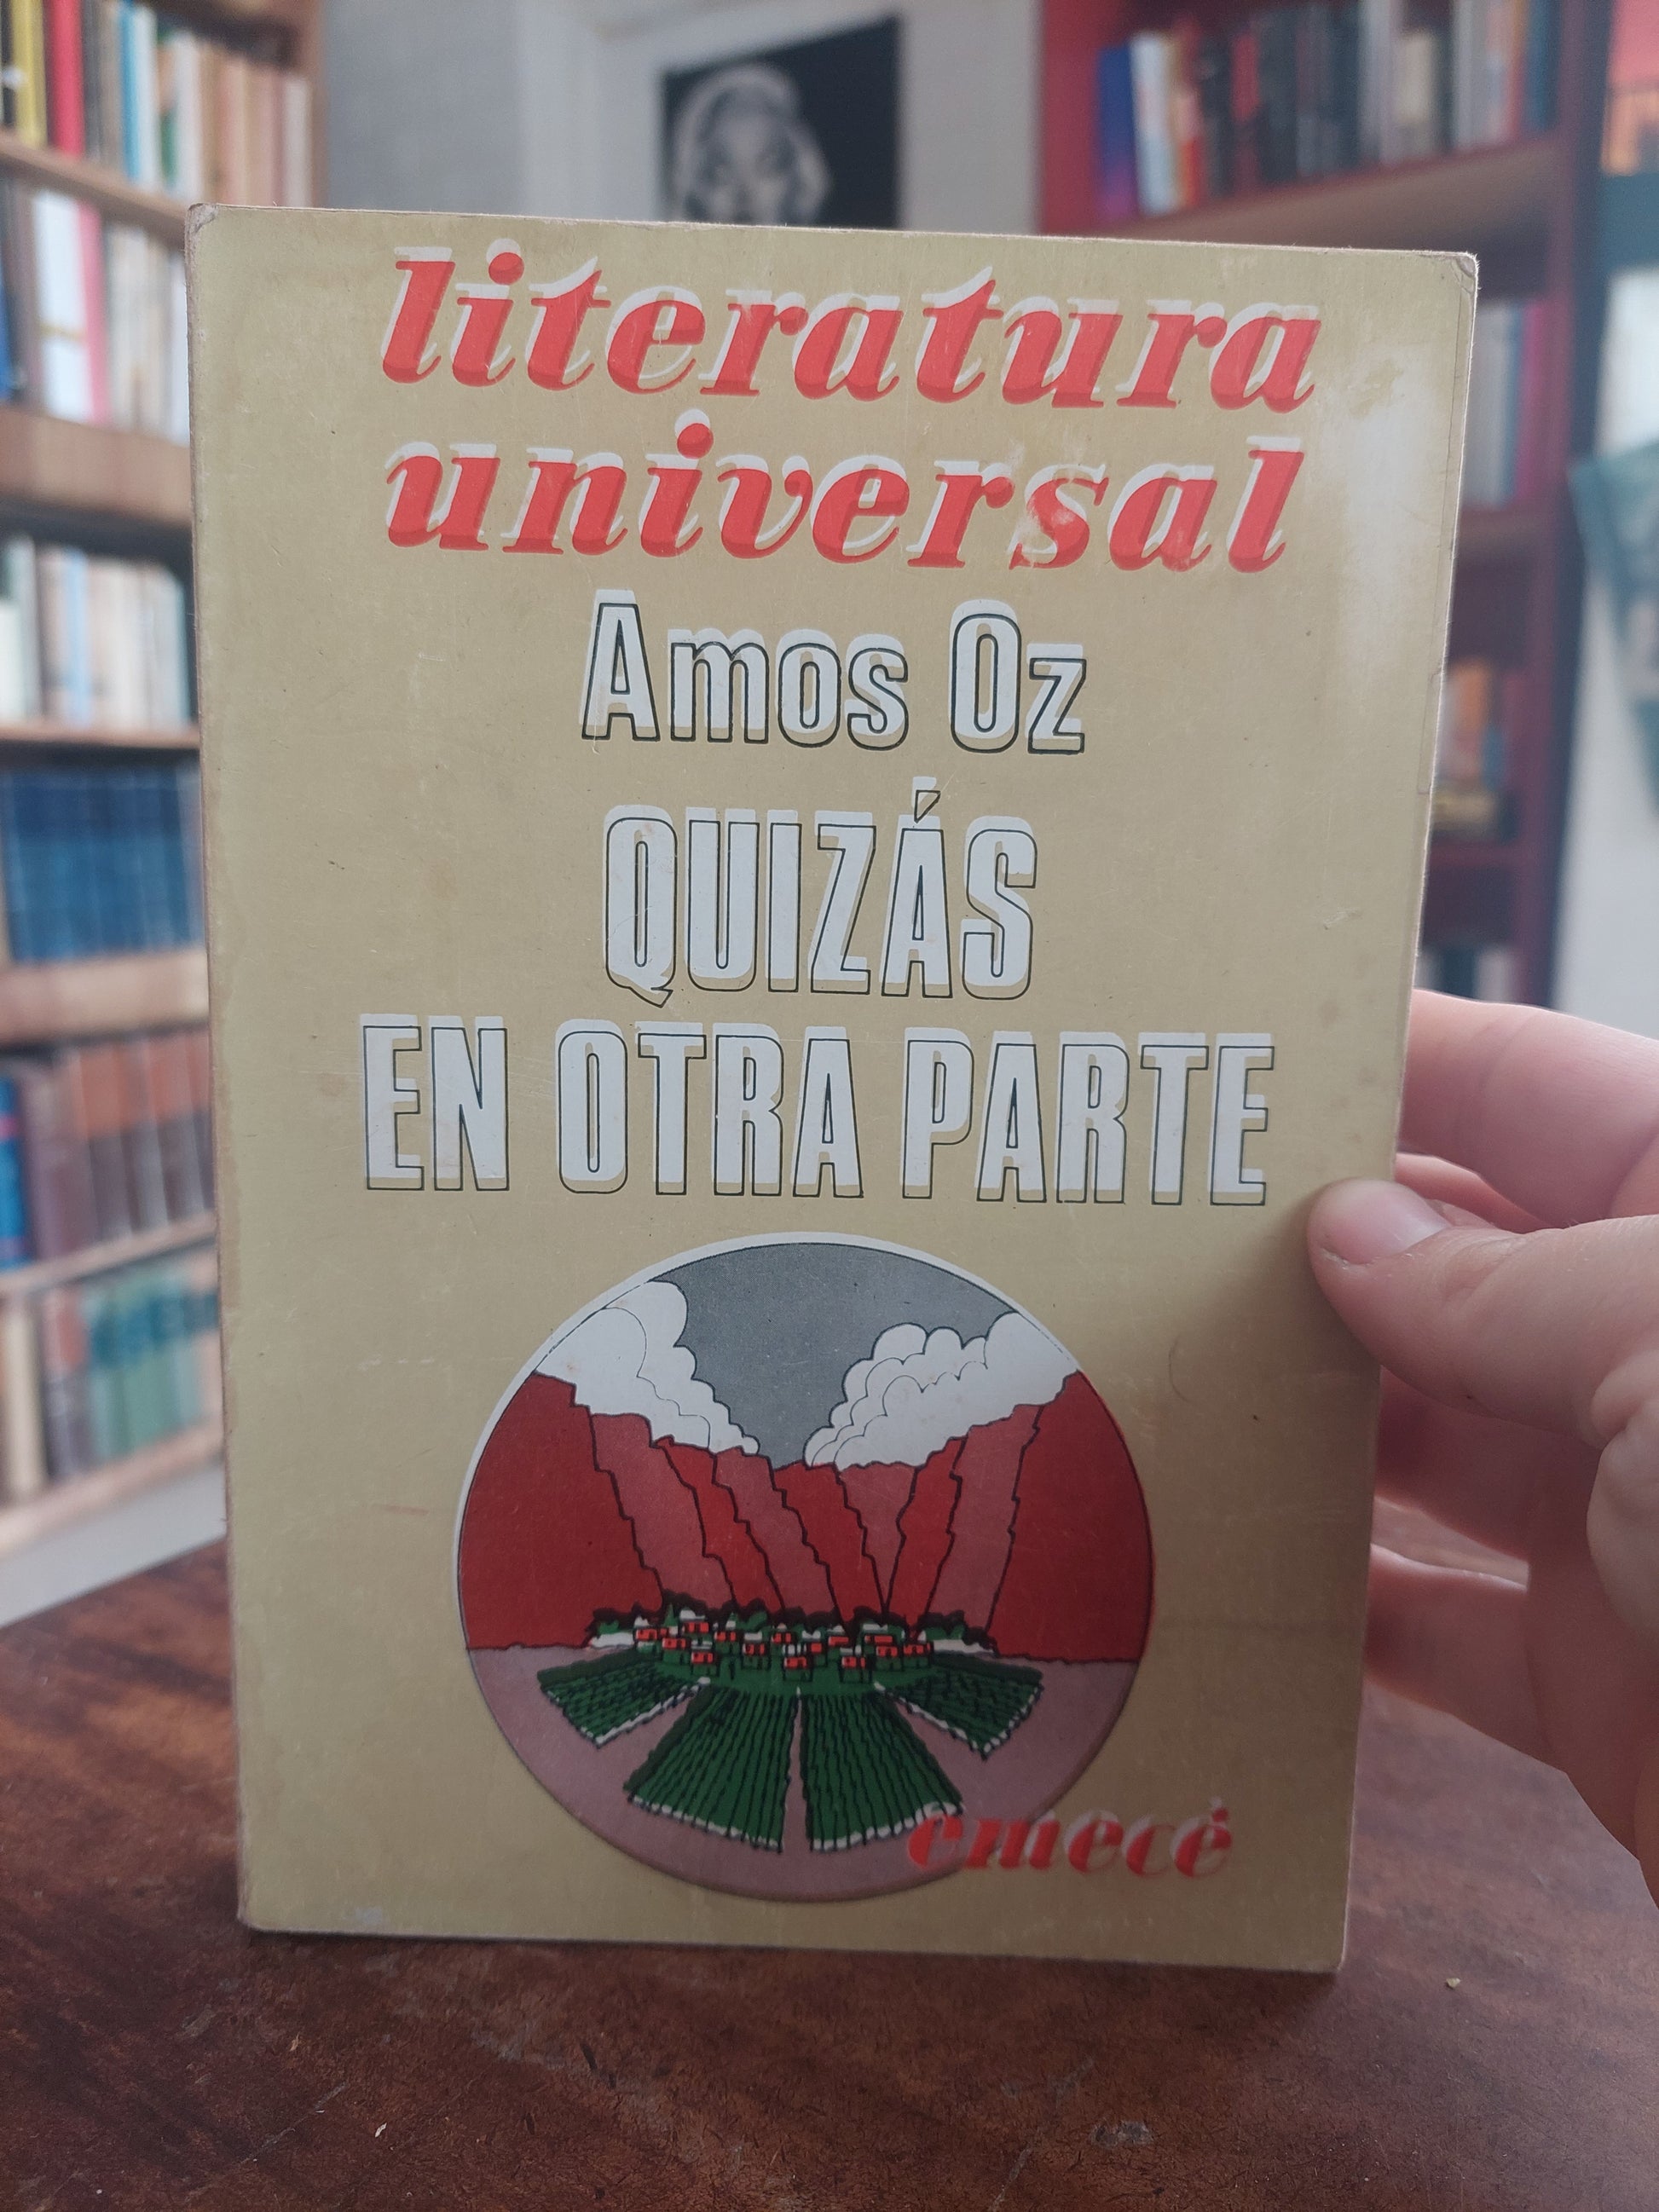 literatura
universal
Amos Oz
QUIZÁS
EN OTRA PARTE
emecé